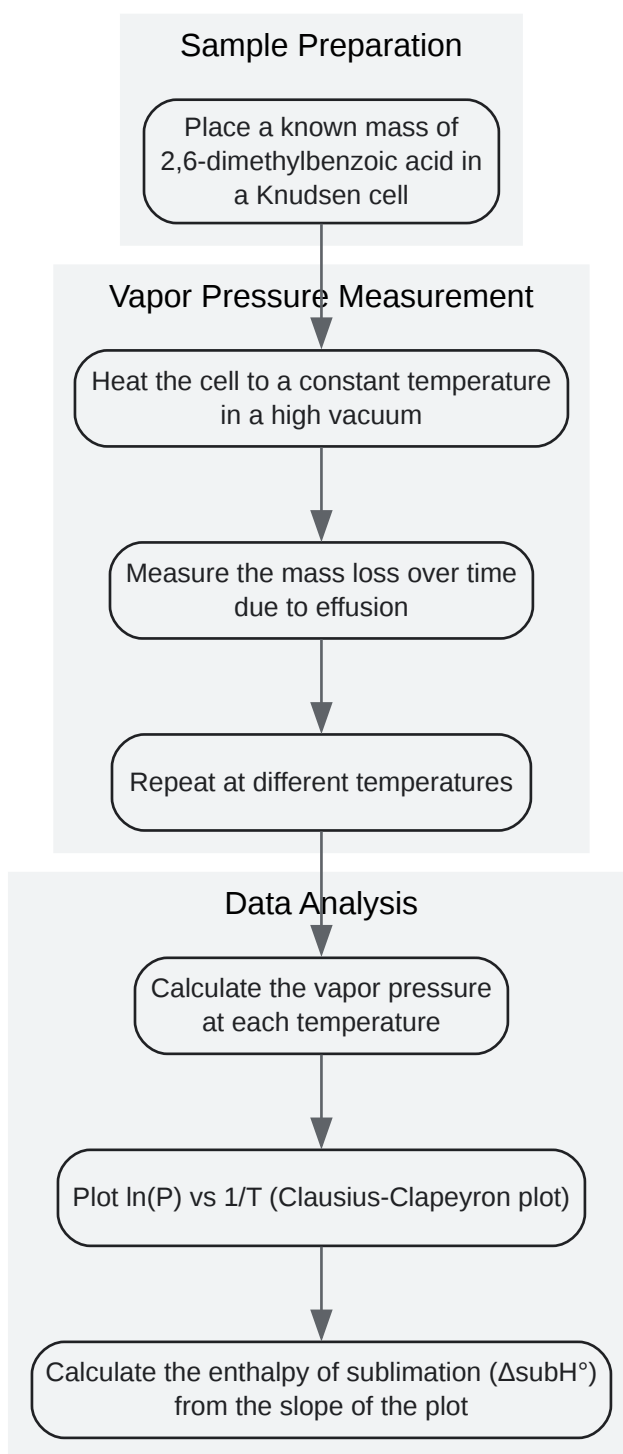 Sample Preparation
Place a known mass of
2,6-dimethylbenzoic acid in
a Knudsen cell
Vapor Pressure Measurement
Heat the cell to a constant temperature
in a high vacuum
Measure the mass loss over time
due to effusion
Repeat at different temperatures
Data Analysis
Calculate the vapor pressure
at each temperature
Plot ln(P) vs 1/T (Clausius-Clapeyron plot)
Calculate the enthalpy of sublimation (ΔsubH°)
from the slope of the plot